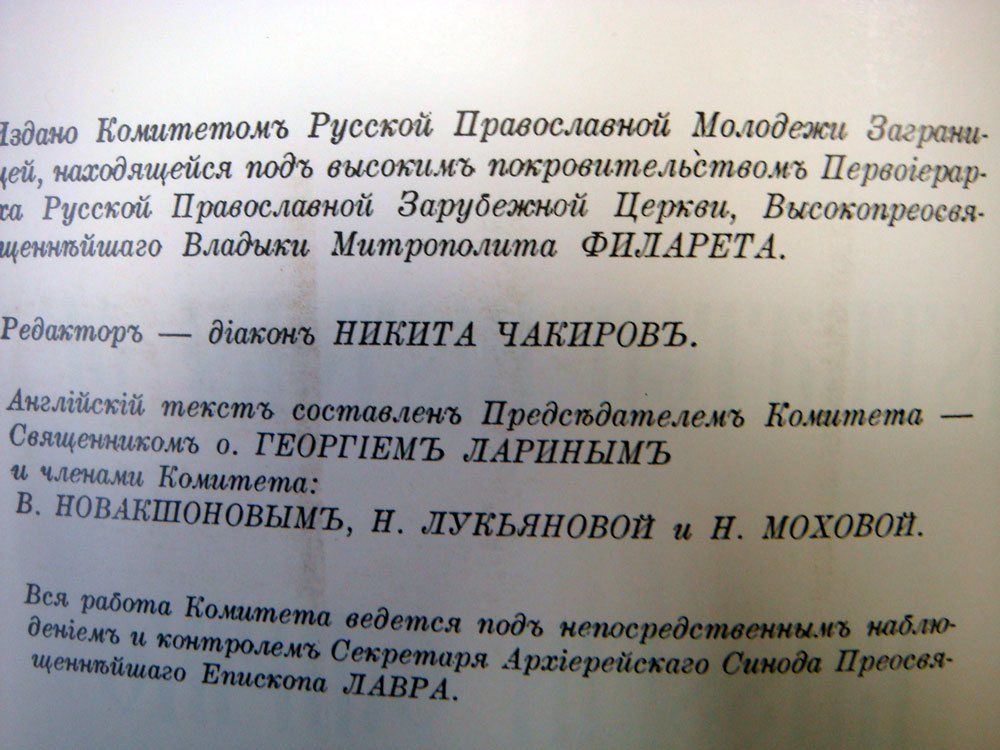 Издано Комитетомъ Русской Православной Молодежи Заграни-
цей, находящейся подъ высокимъ покровительствомъ Первоіерар-
ха Русской Православной Зарубежной Церкви, Высокопреосвя-
щеннѣйшаго Владыки Митрополита ФИЛАРЕТА.
Редакторъ — діаконъ НИКИТА ЧАКИРОВЪ.
Англійскій текстъ составленъ Предсѣдателемъ Комитета —
Священникомъ о. ГЕОРГІЕМЪ ЛАРИНЫМЪ
и членами Комитета:
В. НОВАКШОНОВЫМЪ, Н. ЛУКЬЯНОВОЙ и Н. МОХОВОЙ.
Вся работа Комитета ведется подъ непосредственнымъ наблю-
деніемъ и контролемъ Секретаря Архіерейскаго Синода Преосвя-
щеннѣйшаго Епископа ЛАВРА.